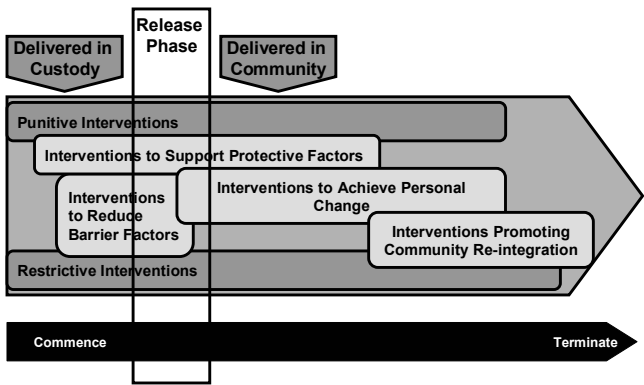 Release
Phase
Delivered in
Custody
Delivered in
Community
Punitive Interventions
Interventions to Support Protective Factors
Interventions
to Reduce
Barrier Factors
Interventions to Achieve Personal
Change
Interventions Promoting
Community Re-integration
Restrictive Interventions
Commence
Terminate